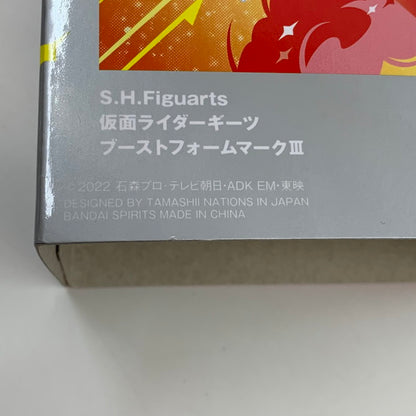 S.H.Figuarts
仮面ライダーギーツ
ブーストフォームマークⅢ
© 2022 石森プロ・テレビ朝日・ADK EM・東映
DESIGNED BY TAMASHII NATIONS IN JAPAN
BANDAI SPIRITS MADE IN CHINA